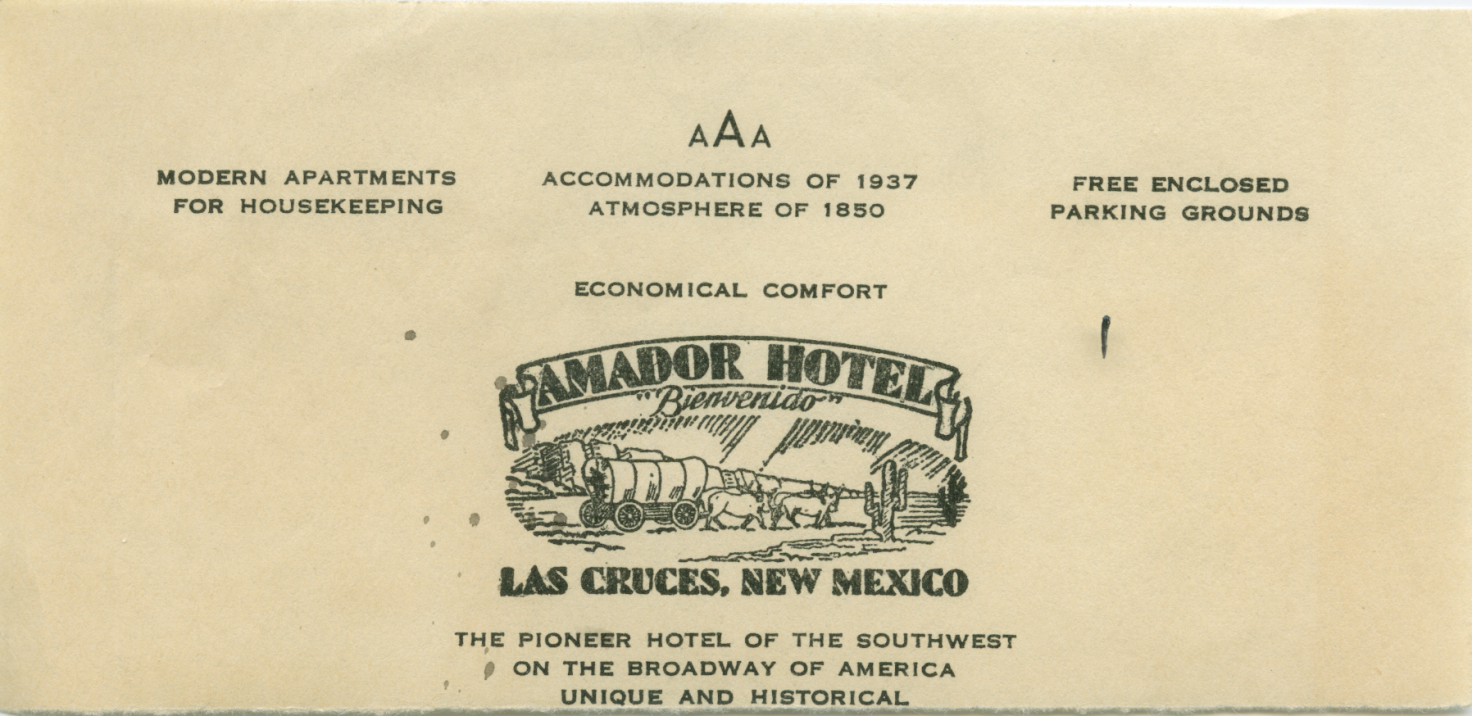 AAA
MODERN APARTMENTS
FOR HOUSEKEEPING
ACCOMMODATIONS OF 1937
ATMOSPHERE OF 1850
FREE ENCLOSED
PARKING GROUNDS
ECONOMICAL COMFORT
AMADOR HOTEL
"Bienvenido"
LAS CRUCES, NEW MEXICO
THE PIONEER HOTEL OF THE SOUTHWEST
ON THE BROADWAY OF AMERICA
UNIQUE AND HISTORICAL